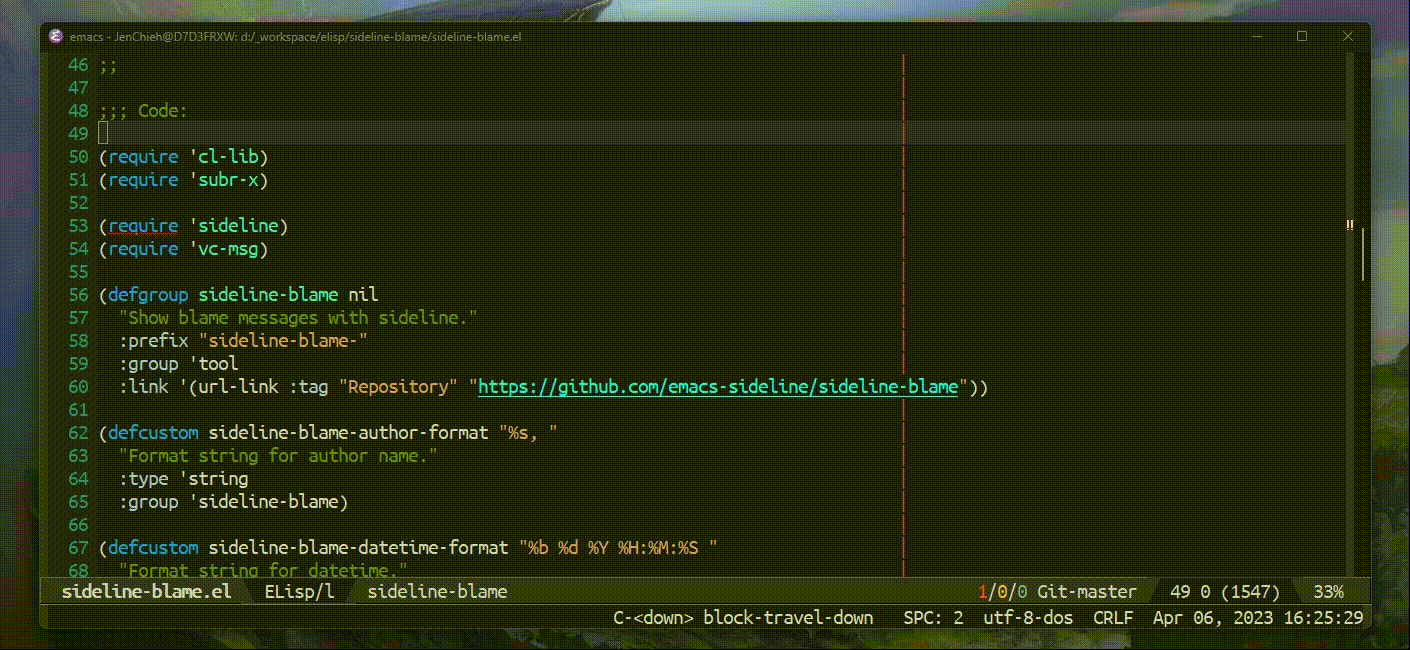 emacs - JenChieh@D7D3FRXW: d:/_workspace/elisp/sideline-blame/sideline-blame.el
46 ;;
47
48 ;;; Code:
49
50 (require 'cl-lib)
51 (require 'subr-x)
52
53 (require 'sideline)
!!
54 (require 'vc-msg)
55
56 (defgroup sideline-blame nil
57   "Show blame messages with sideline."
58   :prefix "sideline-blame-"
59   :group 'tool
60   :link '(url-link :tag "Repository" "https://github.com/emacs-sideline/sideline-blame"))
61
62 (defcustom sideline-blame-author-format "%s, "
63   "Format string for author name."
64   :type 'string
65   :group 'sideline-blame)
66
67 (defcustom sideline-blame-datetime-format "%b %d %Y %H:%M:%S "
68   "Format string for datetime."
sideline-blame.el ELisp/l sideline-blame 1/0/0 Git-master 49 0 (1547) 33%
C-<down> block-travel-down SPC: 2 utf-8-dos CRLF Apr 06, 2023 16:25:29